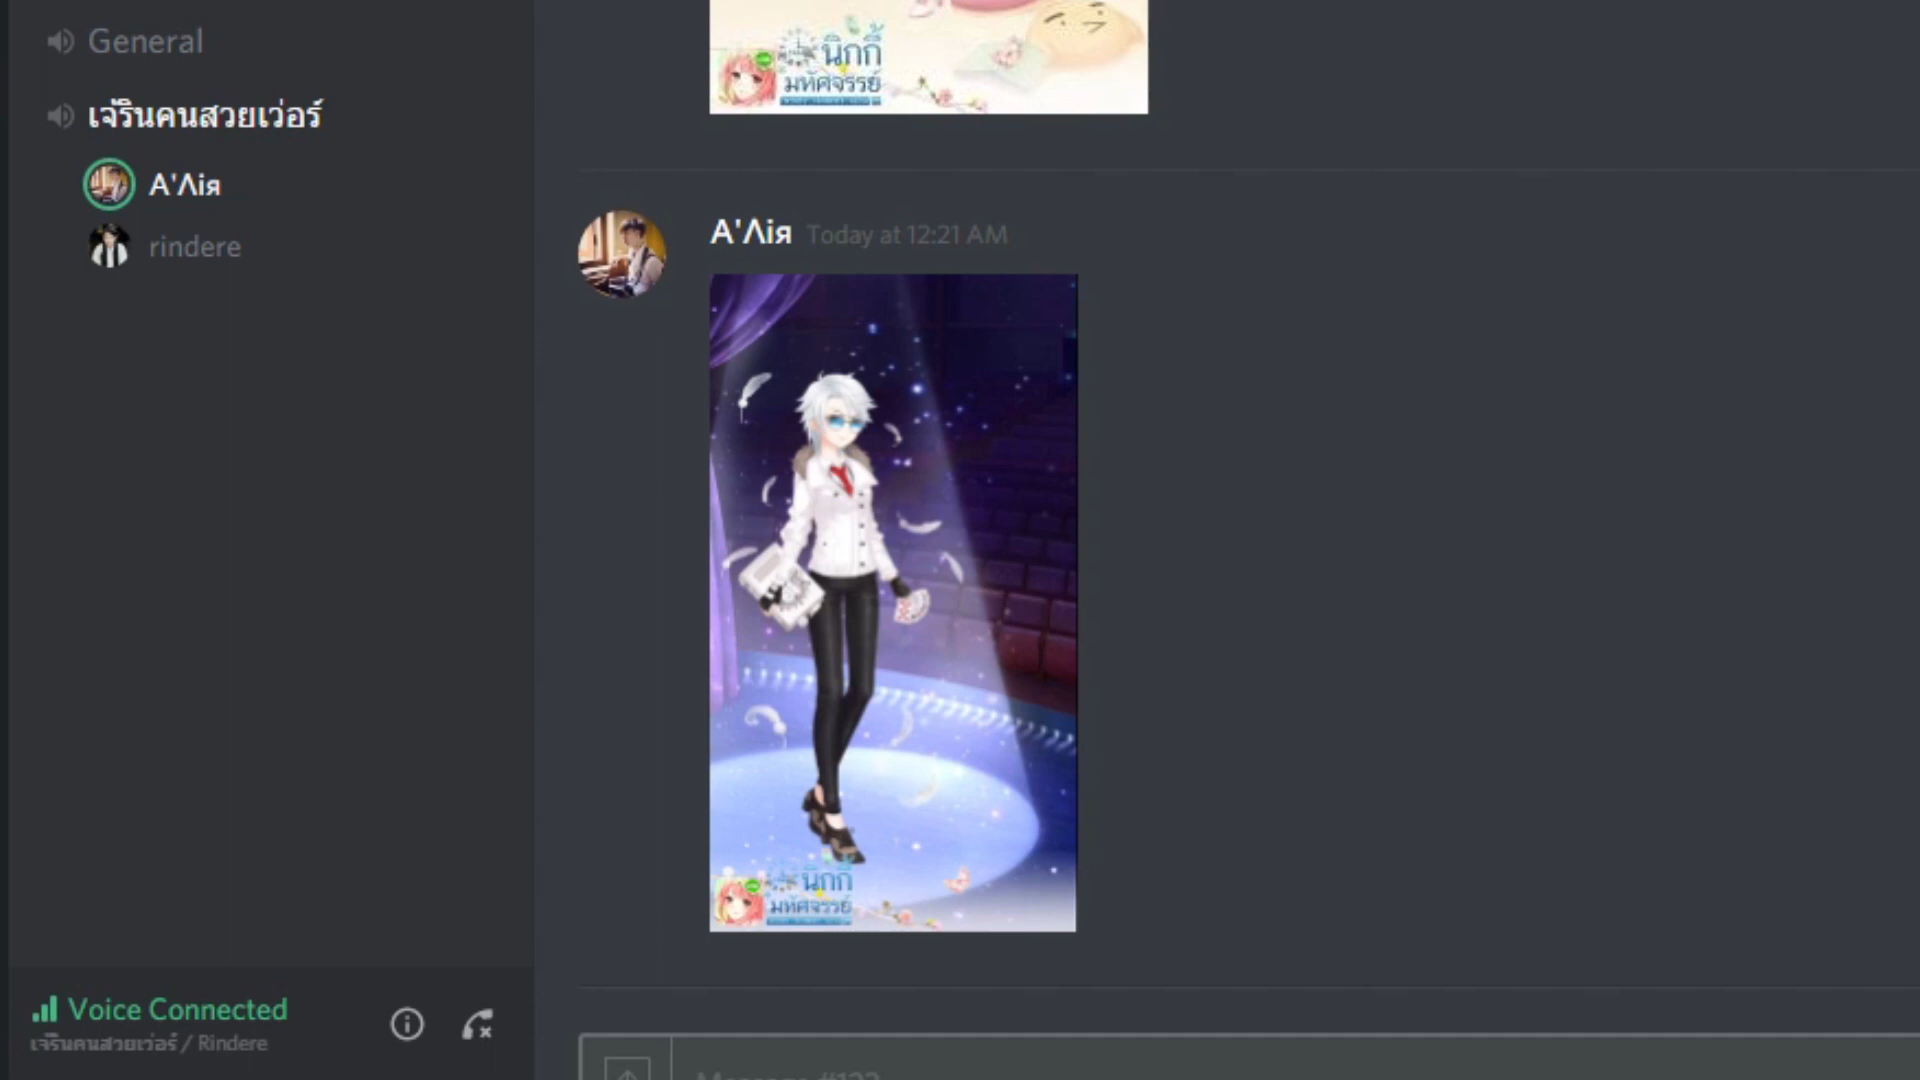 General
เจ๊รินคนสวยเว่อร์
A'Λiя
rindere
Voice Connected
เจ๊รินคนสวยเว่อร์ / Rindere
นิกกี้
มหัศจรรย์
A'Λiя Today at 12:21 AM
นิกกี้
มหัศจรรย์
Message #123